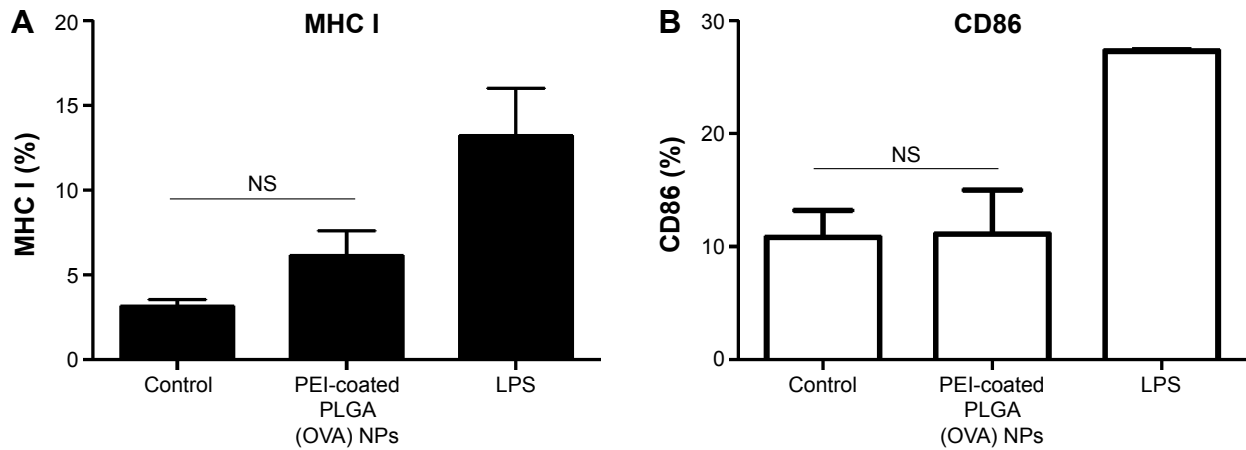 A
MHC I
MHC I (%)
20
15
10
5
0
NS
Control
PEI-coated
PLGA
(OVA) NPs
LPS
B
CD86
CD86 (%)
30
20
10
0
NS
Control
PEI-coated
PLGA
(OVA) NPs
LPS